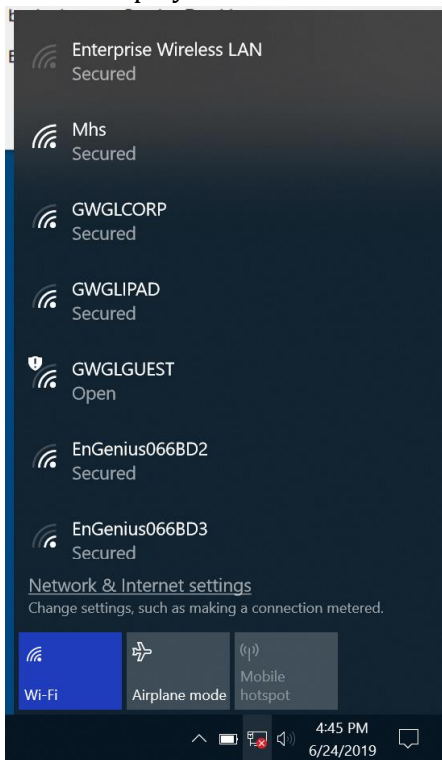 Enterprise Wireless LAN
Secured
Mhs
Secured
GWGLCORP
Secured
GWGLIPAD
Secured
GWGLGUEST
Open
EnGenius066BD2
Secured
EnGenius066BD3
Secured
Network & Internet settings
Change settings, such as making a connection metered.
Wi-Fi
Airplane mode
Mobile
hotspot
4:45 PM
6/24/2019